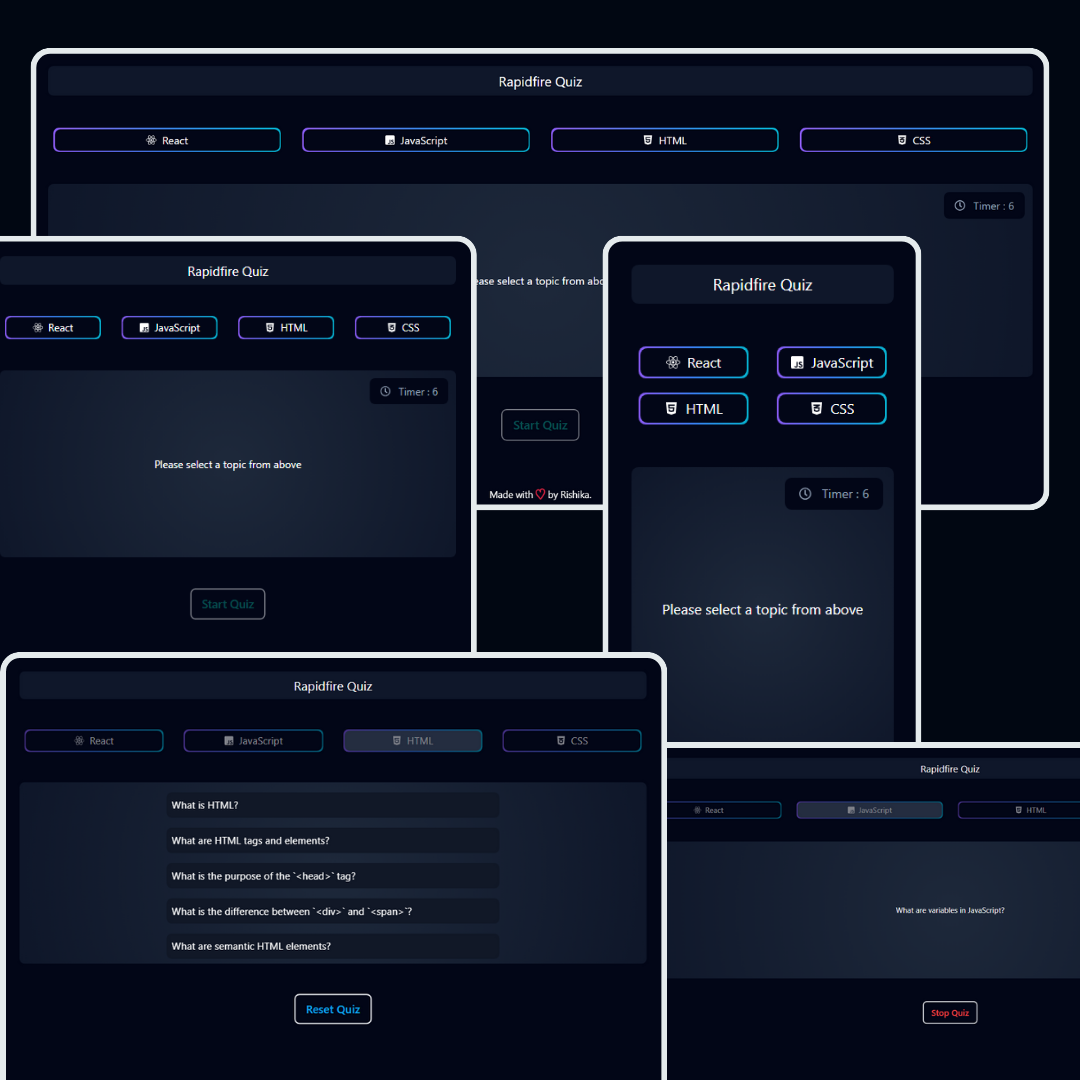 Rapidfire Quiz
React JavaScript HTML CSS
Timer : 6
ease select a topic from abo
Start Quiz
Made with by Rishika.
Rapidfire Quiz
React JavaScript HTML CSS
Timer : 6
Please select a topic from above
Start Quiz
Rapidfire Quiz
React JavaScript
HTML CSS
Timer : 6
Please select a topic from above
Rapidfire Quiz
React JavaScript HTML CSS
What is HTML?
What are HTML tags and elements?
What is the purpose of the `<head>` tag?
What is the difference between `<div>` and `<span>`?
What are semantic HTML elements?
Reset Quiz
Rapidfire Quiz
React JavaScript HTML
What are variables in JavaScript?
Stop Quiz